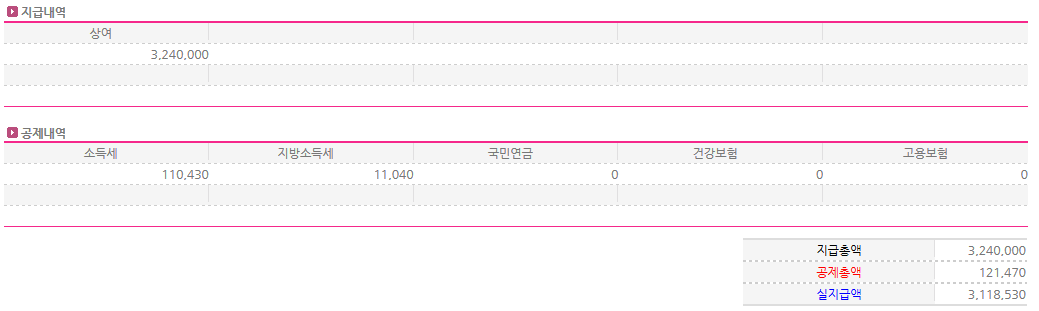 지급내역
상여
3,240,000
공제내역
소득세 지방소득세 국민연금 건강보험 고용보험
110,430 11,040 0 0 0
지급총액 3,240,000
공제총액 121,470
실지급액 3,118,530